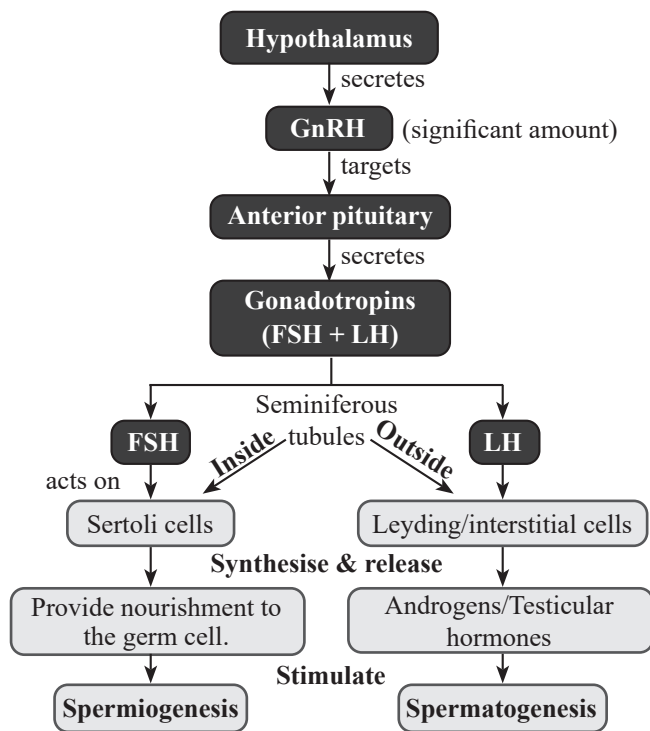 Hypothalamus
secretes
GnRH (significant amount)
targets
Anterior pituitary
secretes
Gonadotropins
(FSH + LH)
Seminiferous
tubules
FSH
Inside
Outside
LH
acts on
Sertoli cells
Leyding/interstitial cells
Synthesise & release
Provide nourishment to
the germ cell.
Androgens/Testicular
hormones
Stimulate
Spermiogenesis
Spermatogenesis